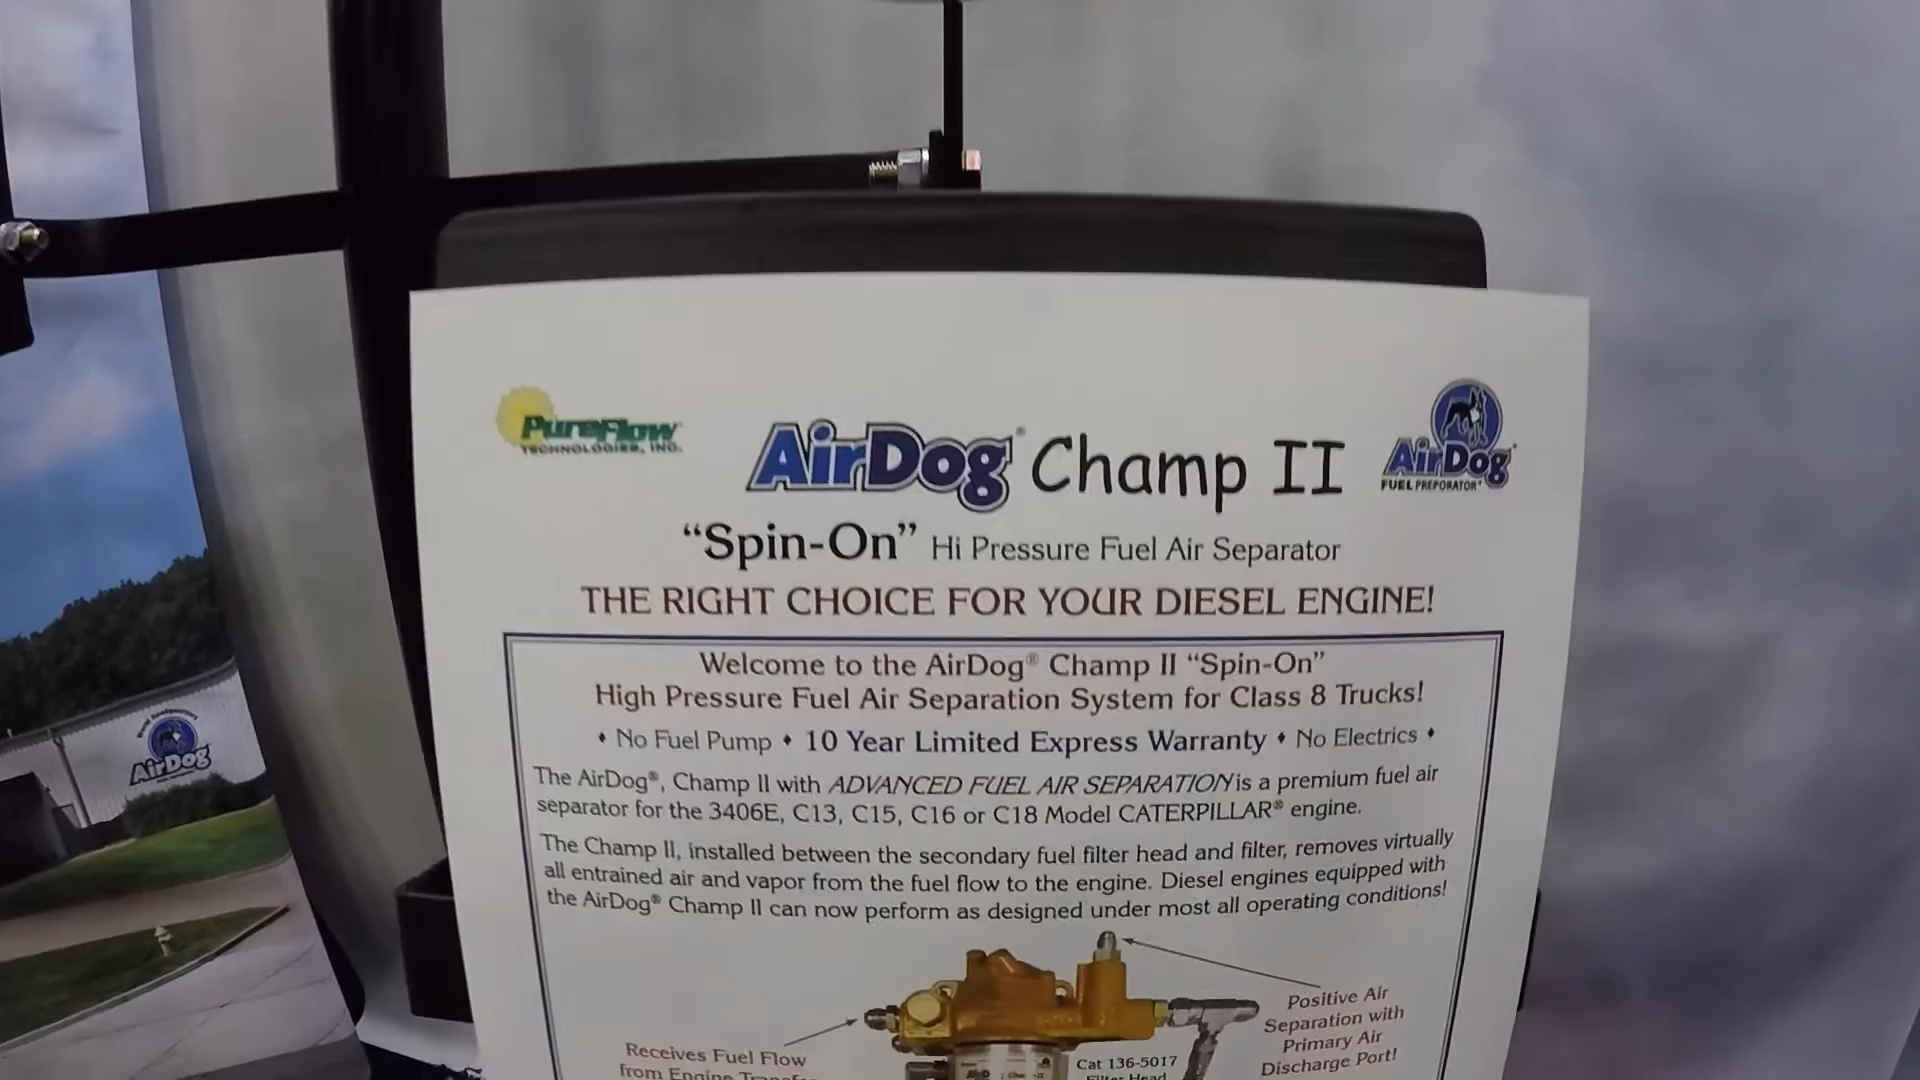 PureFlow
TECHNOLOGIES, INC.
AirDog® Champ II
AirDog
FUEL PREPORATOR®
“Spin-On” Hi Pressure Fuel Air Separator
THE RIGHT CHOICE FOR YOUR DIESEL ENGINE!
Welcome to the AirDog® Champ II “Spin-On”
High Pressure Fuel Air Separation System for Class 8 Trucks!
• No Fuel Pump • 10 Year Limited Express Warranty • No Electrics •
The AirDog®, Champ II with ADVANCED FUEL AIR SEPARATION is a premium fuel air
separator for the 3406E, C13, C15, C16 or C18 Model CATERPILLAR® engine.
The Champ II, installed between the secondary fuel filter head and filter, removes virtually
all entrained air and vapor from the fuel flow to the engine. Diesel engines equipped with
the AirDog® Champ II can now perform as designed under most all operating conditions!
Positive Air
Separation with
Primary Air
Discharge Port!
Receives Fuel Flow
from Engine
Cat 136-5017
Filter Head
AirDog